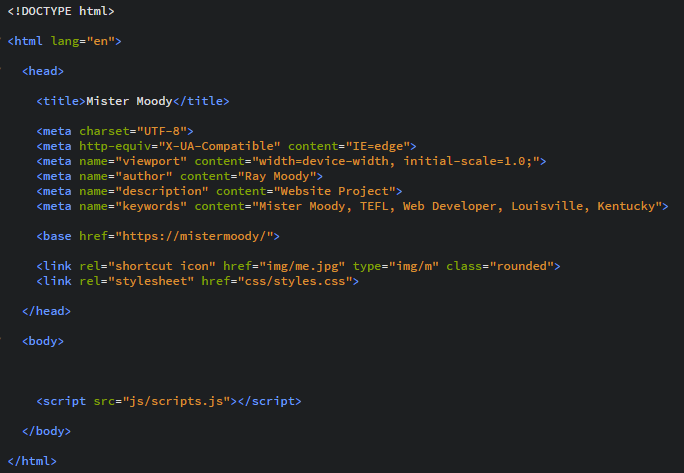 <!DOCTYPE html>
<html lang="en">
<head>
<title>Mister Moody</title>
<meta charset="UTF-8">
<meta http-equiv="X-UA-Compatible" content="IE=edge">
<meta name="viewport" content="width=device-width, initial-scale=1.0;">
<meta name="author" content="Ray Moody">
<meta name="description" content="Website Project">
<meta name="keywords" content="Mister Moody, TEFL, Web Developer, Louisville, Kentucky">
<base href="https://mistermoody/">
<link rel="shortcut icon" href="img/me.jpg" type="img/m" class="rounded">
<link rel="stylesheet" href="css/styles.css">
</head>
<body>
<script src="js/scripts.js"></script>
</body>
</html>